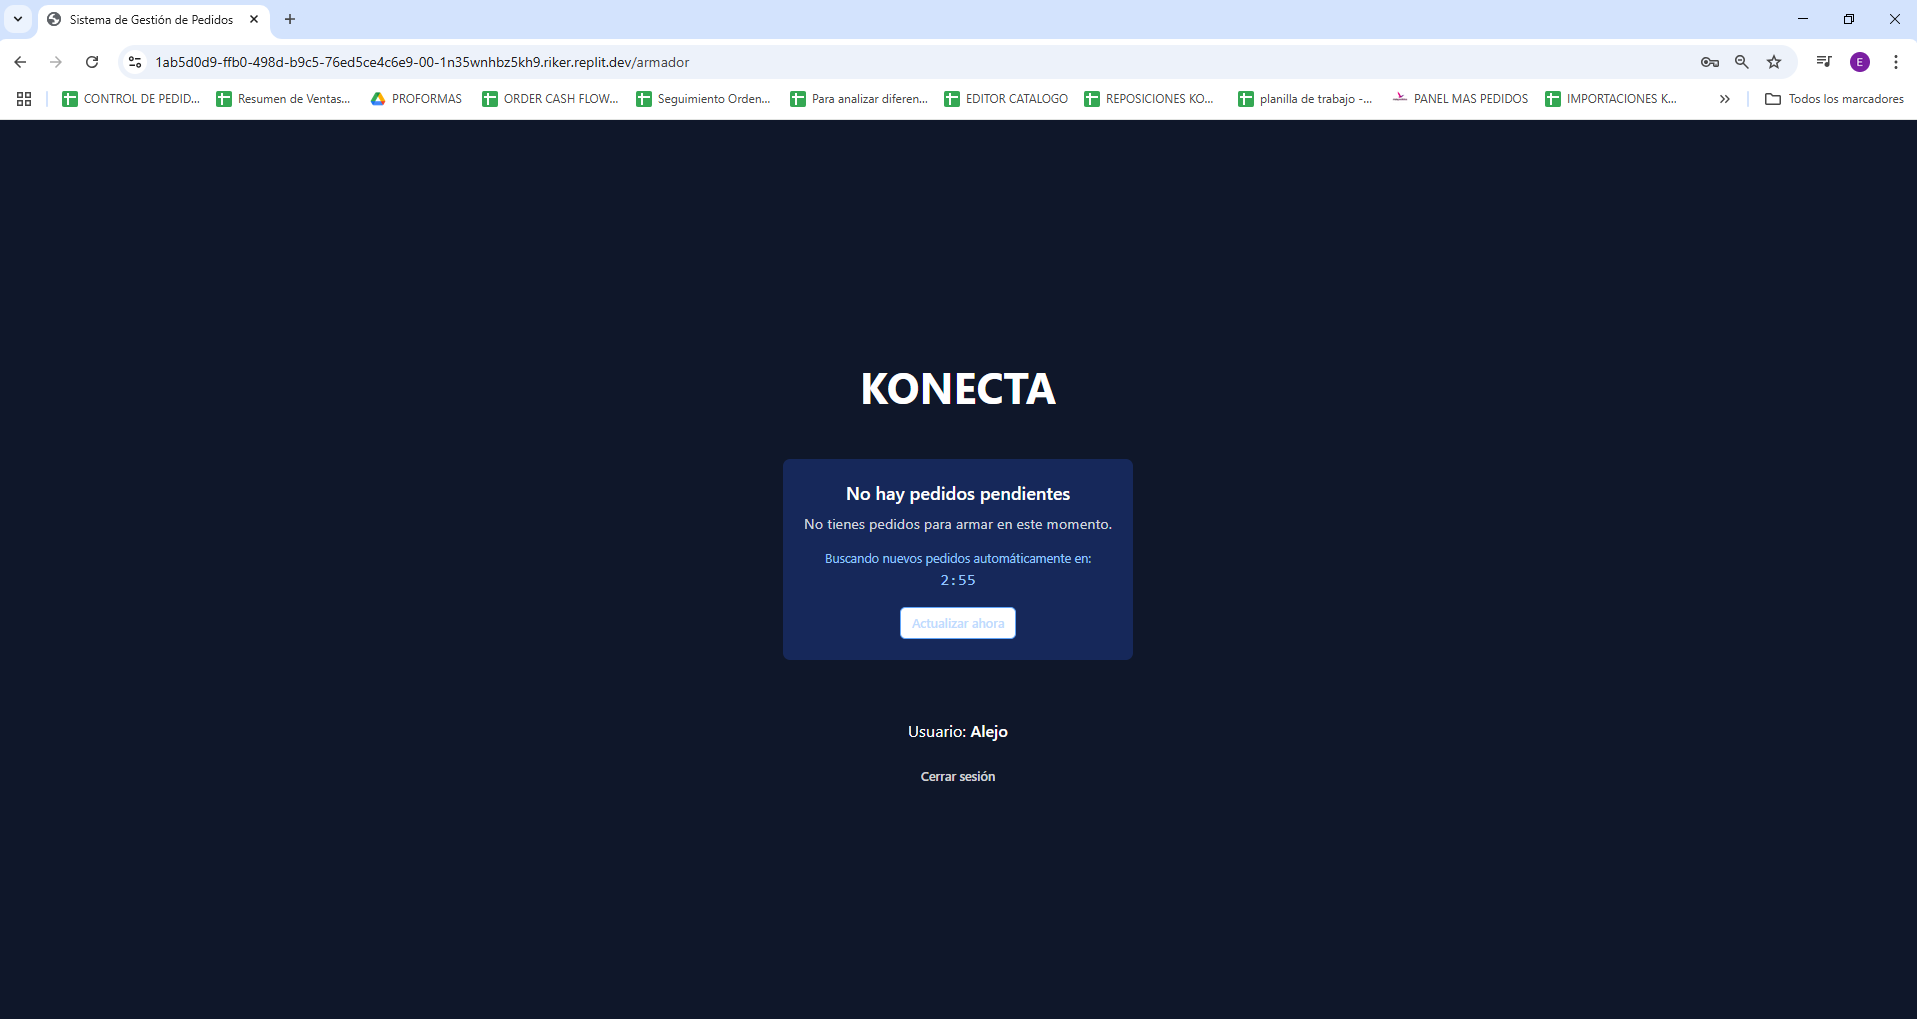 Sistema de Gestión de Pedidos
1ab5d0d9-ffb0-498d-b9c5-76ed5ce4c6e9-00-1n35wnhbz5kh9.riker.replit.dev/armador
E
CONTROL DE PEDID... Resumen de Ventas... PROFORMAS ORDER CASH FLOW... Seguimiento Orden... Para analizar diferen... EDITOR CATALOGO REPOSICIONES KO... planilla de trabajo -... PANEL MAS PEDIDOS IMPORTACIONES K... Todos los marcadores
KONECTA
No hay pedidos pendientes
No tienes pedidos para armar en este momento.
Buscando nuevos pedidos automáticamente en:
2:55
Actualizar ahora
Usuario: Alejo
Cerrar sesión